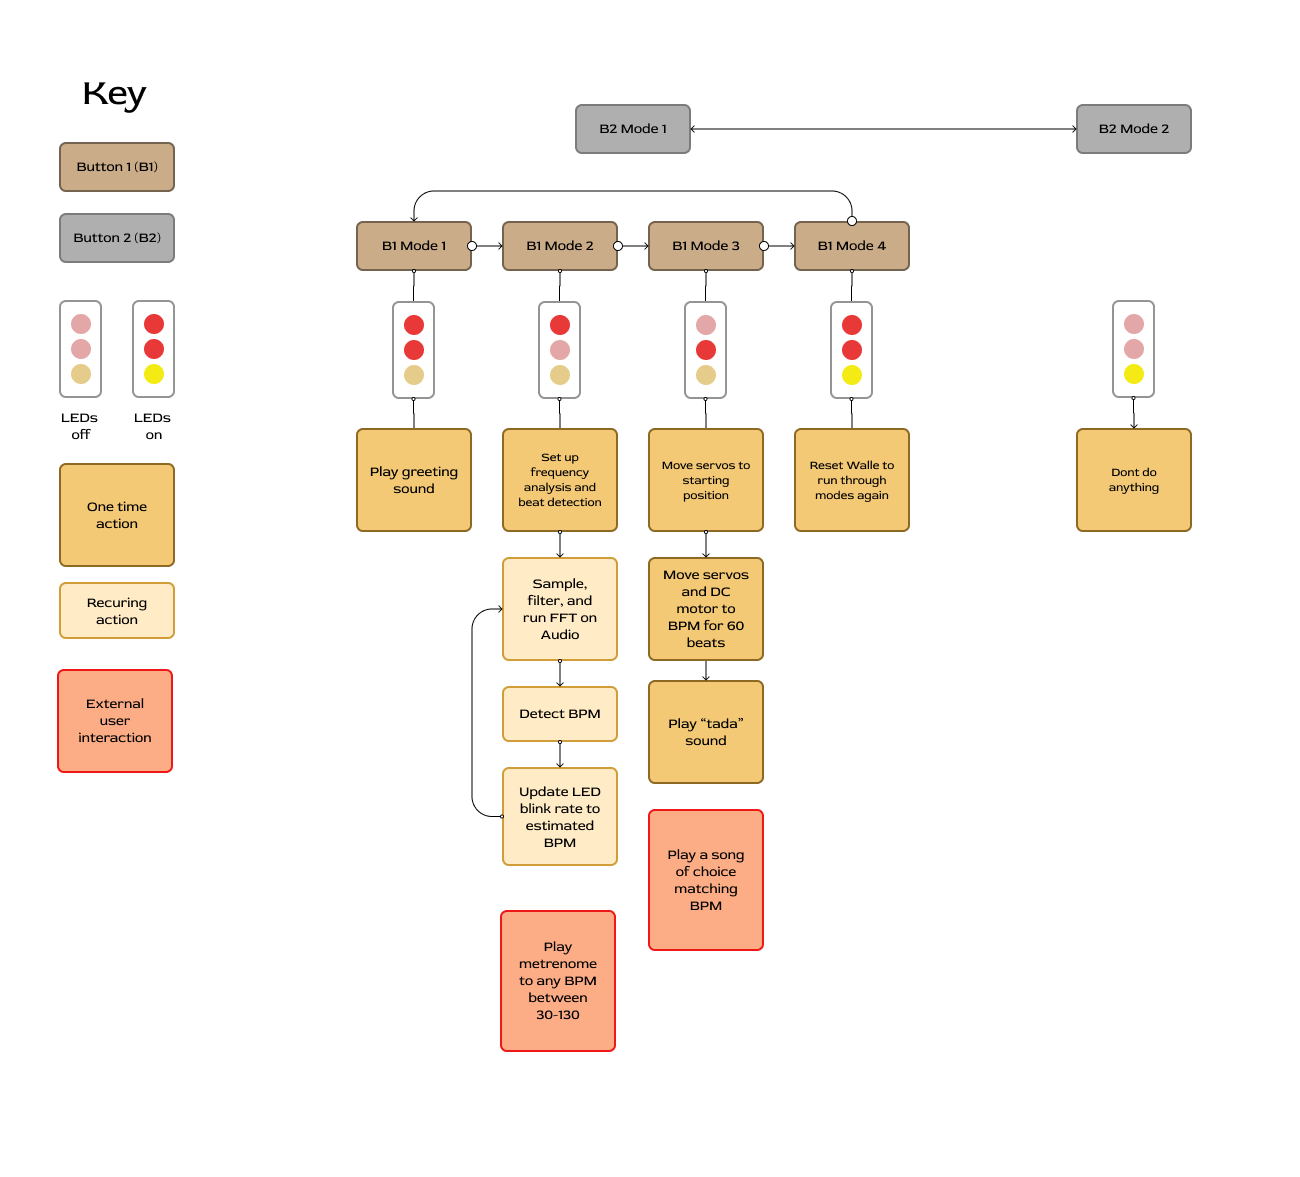 Key
Button 1 (B1)
Button 2 (B2)
LEDs
off
LEDs
on
One time
action
Recuring
action
External
user
interaction
B2 Mode 1
B2 Mode 2
B1 Mode 1
B1 Mode 2
B1 Mode 3
B1 Mode 4
Play greeting
sound
Set up
frequency
analysis and
beat detection
Move servos to
starting
position
Reset Walle to
run through
modes again
Dont do
anything
Sample,
filter, and
run FFT on
Audio
Move servos
and DC
motor to
BPM for 60
beats
Detect BPM
Play “tada”
sound
Update LED
blink rate to
estimated
BPM
Play a song
of choice
matching
BPM
Play
metrenome
to any BPM
between
30-130